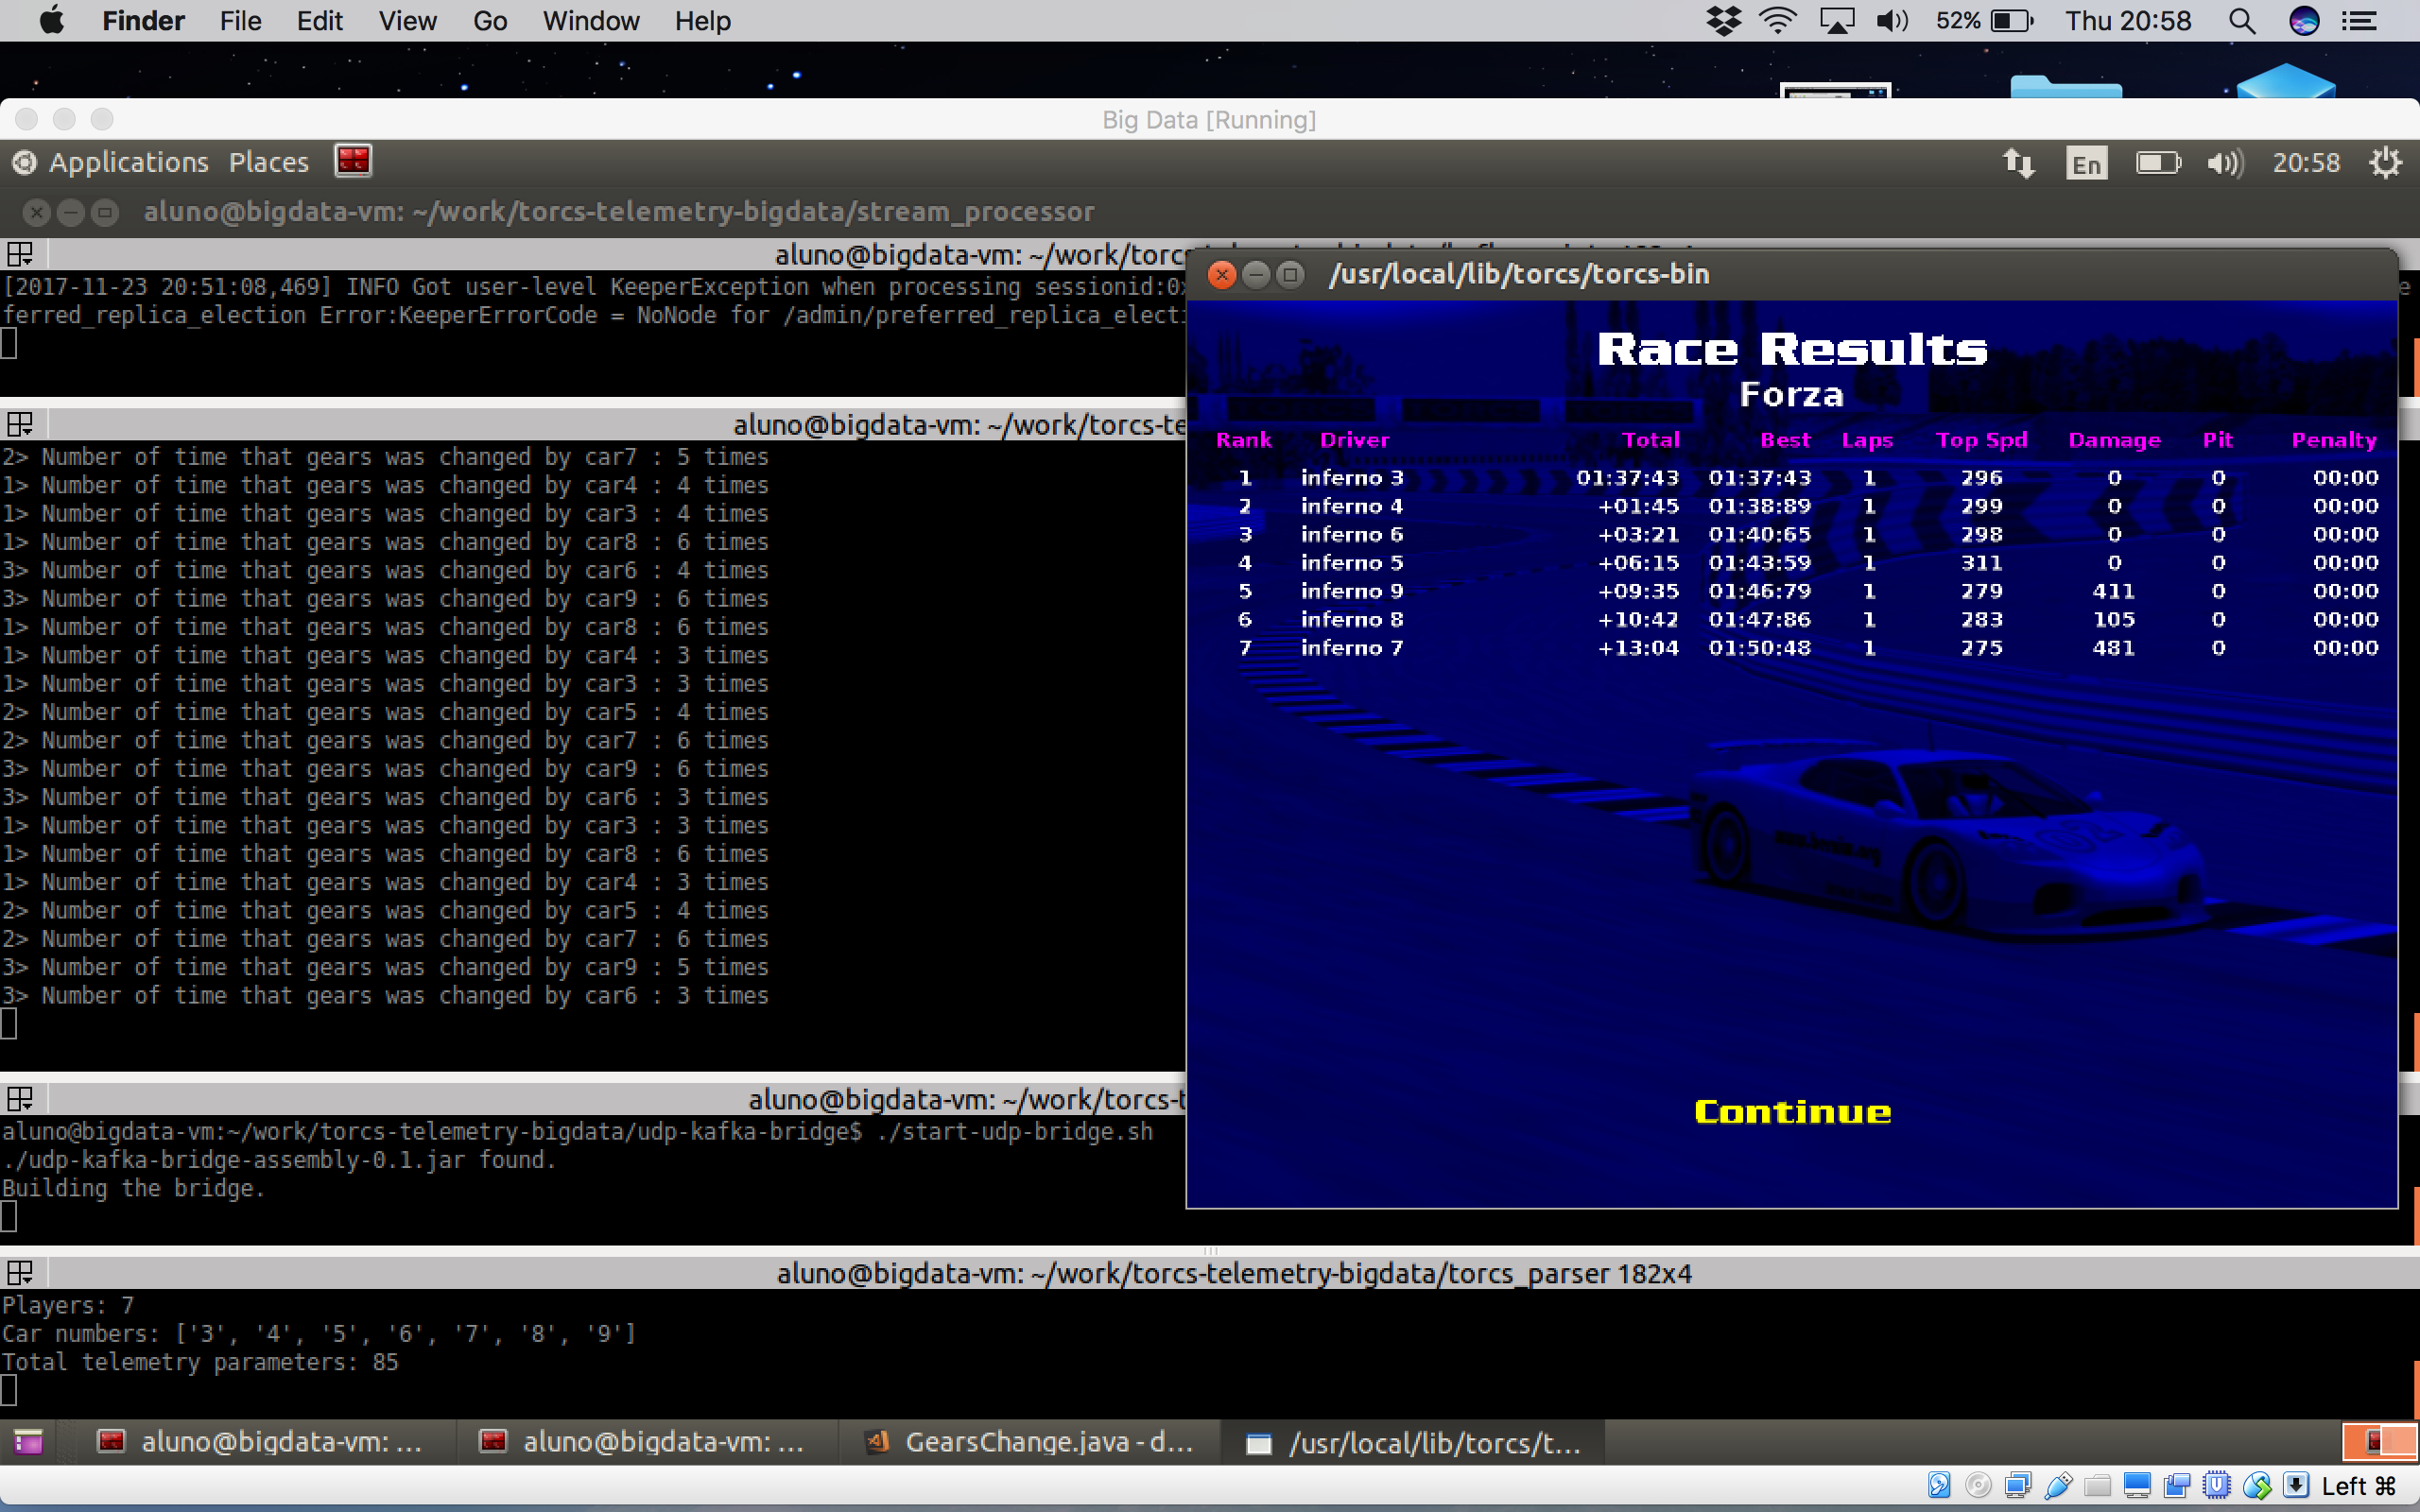 Finder File Edit View Go Window Help 52% Thu 20:58
Big Data [Running]
Applications Places En 20:58
aluno@bigdata-vm: ~/work/torcs-telemetry-bigdata/stream_processor
aluno@bigdata-vm: ~/work/torcs
[2017-11-23 20:51:08,469] INFO Got user-level KeeperException when processing sessionid:0 e
ferred_replica_election Error:KeeperErrorCode = NoNode for /admin/preferred_replica_electi
aluno@bigdata-vm: ~/work/torcs-te
2> Number of time that gears was changed by car7 : 5 times
1> Number of time that gears was changed by car4 : 4 times
1> Number of time that gears was changed by car3 : 4 times
1> Number of time that gears was changed by car8 : 6 times
3> Number of time that gears was changed by car6 : 4 times
3> Number of time that gears was changed by car9 : 6 times
1> Number of time that gears was changed by car8 : 6 times
1> Number of time that gears was changed by car4 : 3 times
1> Number of time that gears was changed by car3 : 3 times
2> Number of time that gears was changed by car5 : 4 times
2> Number of time that gears was changed by car7 : 6 times
3> Number of time that gears was changed by car9 : 6 times
3> Number of time that gears was changed by car6 : 3 times
1> Number of time that gears was changed by car3 : 3 times
1> Number of time that gears was changed by car8 : 6 times
1> Number of time that gears was changed by car4 : 3 times
2> Number of time that gears was changed by car5 : 4 times
2> Number of time that gears was changed by car7 : 6 times
3> Number of time that gears was changed by car9 : 5 times
3> Number of time that gears was changed by car6 : 3 times
aluno@bigdata-vm: ~/work/torcs-t
aluno@bigdata-vm:~/work/torcs-telemetry-bigdata/udp-kafka-bridge$ ./start-udp-bridge.sh
./udp-kafka-bridge-assembly-0.1.jar found.
Building the bridge.
aluno@bigdata-vm: ~/work/torcs-telemetry-bigdata/torcs_parser 182x4
Players: 7
Car numbers: ['3', '4', '5', '6', '7', '8', '9']
Total telemetry parameters: 85
/usr/local/lib/torcs/torcs-bin
Race Results
Forza
Rank Driver Total Best Laps Top Spd Damage Pit Penalty
1 inferno 3 01:37:43 01:37:43 1 296 0 0 00:00
2 inferno 4 +01:45 01:38:89 1 299 0 0 00:00
3 inferno 6 +03:21 01:40:65 1 298 0 0 00:00
4 inferno 5 +06:15 01:43:59 1 311 0 0 00:00
5 inferno 9 +09:35 01:46:79 1 279 411 0 00:00
6 inferno 8 +10:42 01:47:86 1 283 105 0 00:00
7 inferno 7 +13:04 01:50:48 1 275 481 0 00:00
Continue
aluno@bigdata-vm: ... aluno@bigdata-vm: ... GearsChange.java - d... /usr/local/lib/torcs/t...
Left ⌘